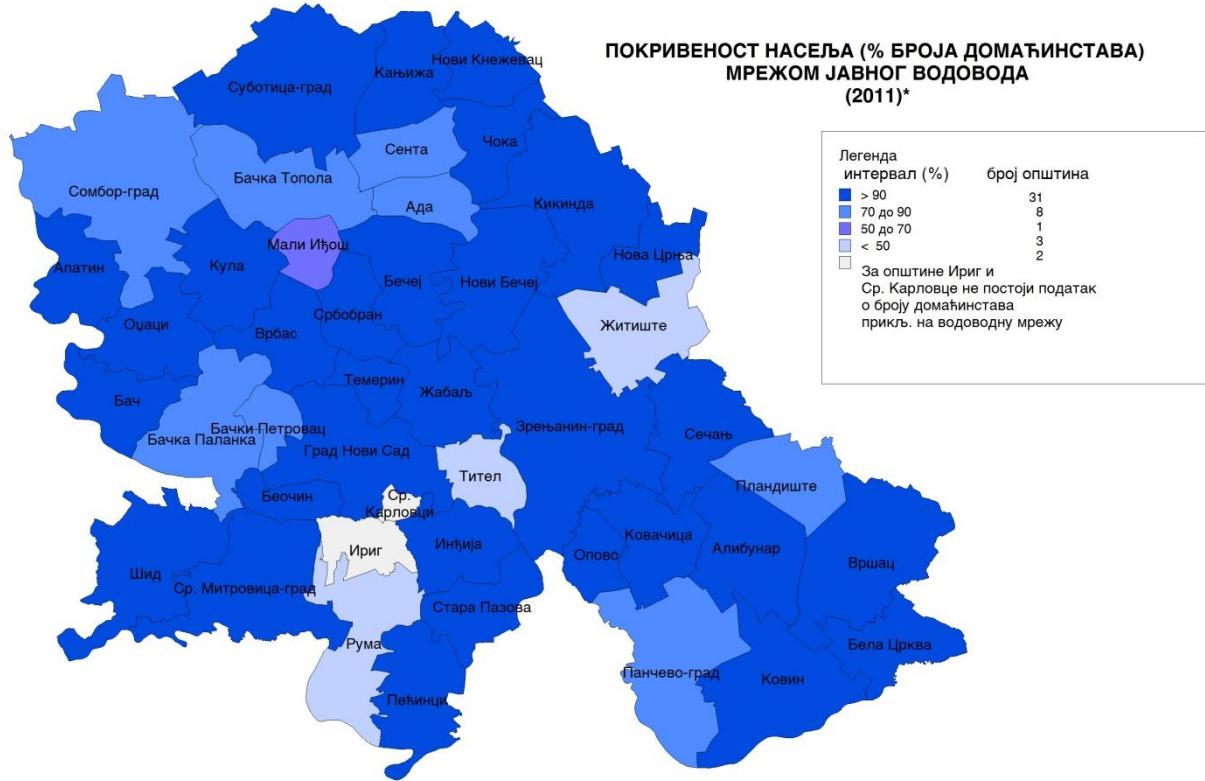 ПОКРИВЕНОСТ НАСЕЉА (% БРОЈА ДОМАЋИНСТАВА)
МРЕЖОМ ЈАВНОГ ВОДОВОДА
(2011)*
Легенда
интервал (%) број општина
> 90 31
70 до 90 8
50 до 70 1
< 50 3
2
За општине Ириг и
Ср. Карловце не постоји податак
о броју домаћинстава
прикљ. на водоводну мрежу
Суботица-град
Кањижа
Нови Кнежевац
Сента
Чока
Сомбор-град
Бачка Топола
Ада
Кикинда
Мали Иђош
Апатин
Кула
Бечеј
Нови Бечеј
Нова Црња
Оџаци
Врбас
Србобран
Житиште
Бач
Темерин
Жабаљ
Бачка Паланка
Бачки Петровац
Град Нови Сад
Зрењанин-град
Сечањ
Тител
Пландиште
Беочин
Ср.
Карловци
Ириг
Инђија
Опово
Ковачица
Алибунар
Вршац
Шид
Ср. Митровица-град
Стара Пазова
Рума
Бела Црква
Панчево-град
Ковин
Пећинци